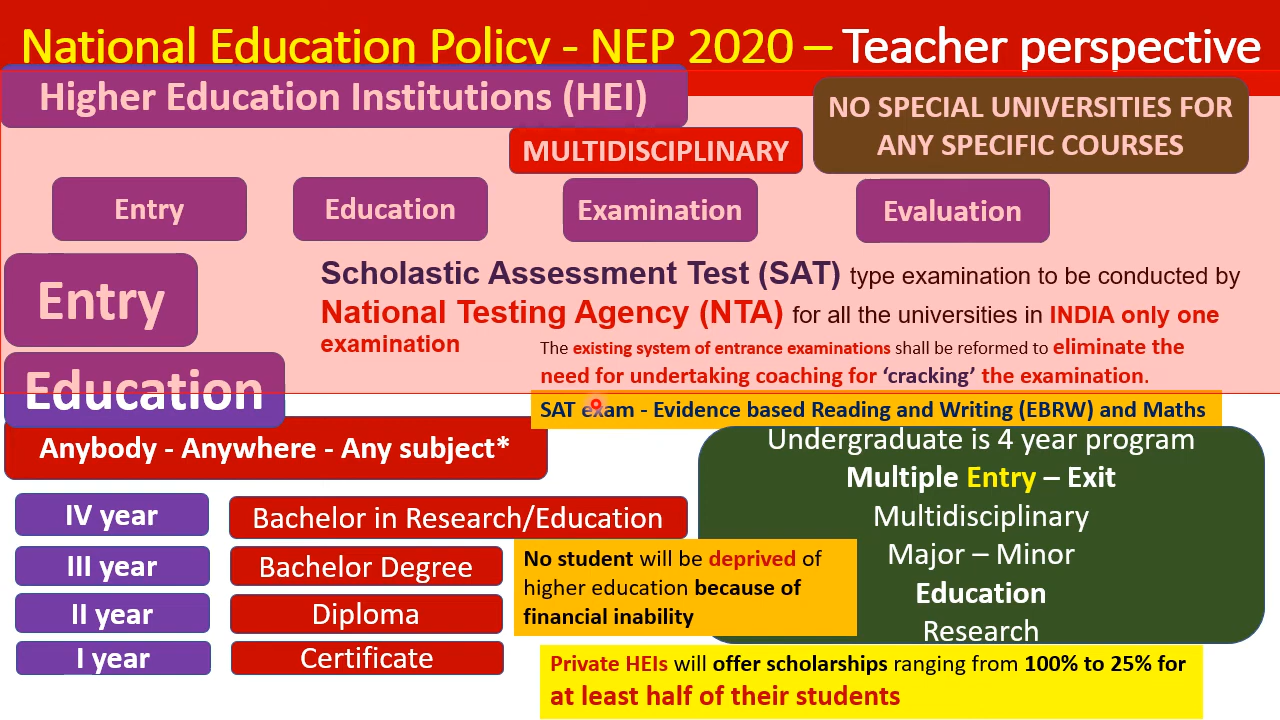 National Education Policy - NEP 2020 – Teacher perspective
Higher Education Institutions (HEI)
NO SPECIAL UNIVERSITIES FOR
ANY SPECIFIC COURSES
MULTIDISCIPLINARY
Entry
Education
Examination
Evaluation
Entry
Scholastic Assessment Test (SAT) type examination to be conducted by
National Testing Agency (NTA) for all the universities in INDIA only one
examination
The existing system of entrance examinations shall be reformed to eliminate the
need for undertaking coaching for ‘cracking’ the examination.
Education
SAT exam - Evidence based Reading and Writing (EBRW) and Maths
Anybody - Anywhere - Any subject*
Undergraduate is 4 year program
Multiple Entry – Exit
Multidisciplinary
Major – Minor
Education
Research
IV year
Bachelor in Research/Education
III year
Bachelor Degree
II year
Diploma
I year
Certificate
No student will be deprived of
higher education because of
financial inability
Private HEIs will offer scholarships ranging from 100% to 25% for
at least half of their students